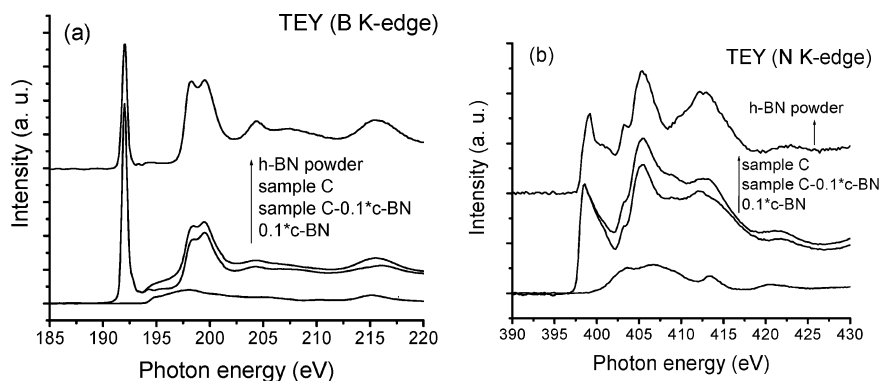 (a)
TEY (B K-edge)
Intensity (a. u.)
h-BN powder
sample C
sample C-0.1*c-BN
0.1*c-BN
185 190 195 200 205 210 215 220
Photon energy (eV)
(b)
TEY (N K-edge)
Intensity (a. u.)
h-BN powder
sample C
sample C-0.1*c-BN
0.1*c-BN
390 400 405 410 415 420 425 430
Photon energy (eV)